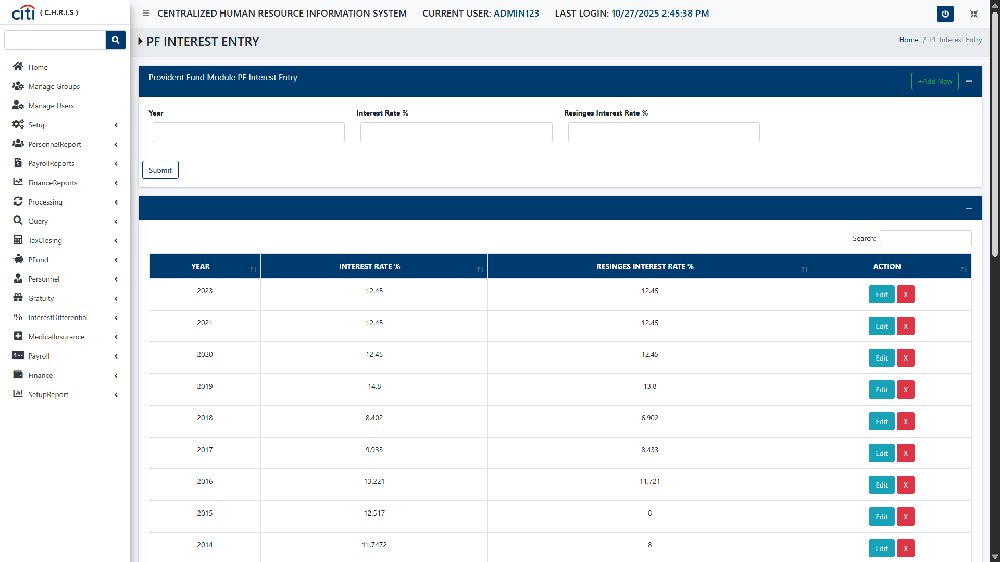 citi ( C.H.R.I.S )
CENTRALIZED HUMAN RESOURCE INFORMATION SYSTEM CURRENT USER: ADMIN123 LAST LOGIN: 10/27/2025 2:45:38 PM
PF INTEREST ENTRY
Home / PF Interest Entry
Home
Manage Groups
Manage Users
Setup
PersonnelReport
PayrollReports
FinanceReports
Processing
Query
TaxClosing
PFund
Personnel
Gratuity
InterestDifferential
MedicalInsurance
Payroll
Finance
SetupReport
Provident Fund Module PF Interest Entry
+Add New
Year Interest Rate % Resinges Interest Rate %
Submit
Search:
YEAR INTEREST RATE % RESINGES INTEREST RATE % ACTION
2023 12.45 12.45 Edit X
2021 12.45 12.45 Edit X
2020 12.45 12.45 Edit X
2019 14.8 13.8 Edit X
2018 8.402 6.902 Edit X
2017 9.933 8.433 Edit X
2016 13.221 11.721 Edit X
2015 12.517 8 Edit X
2014 11.7472 8 Edit X